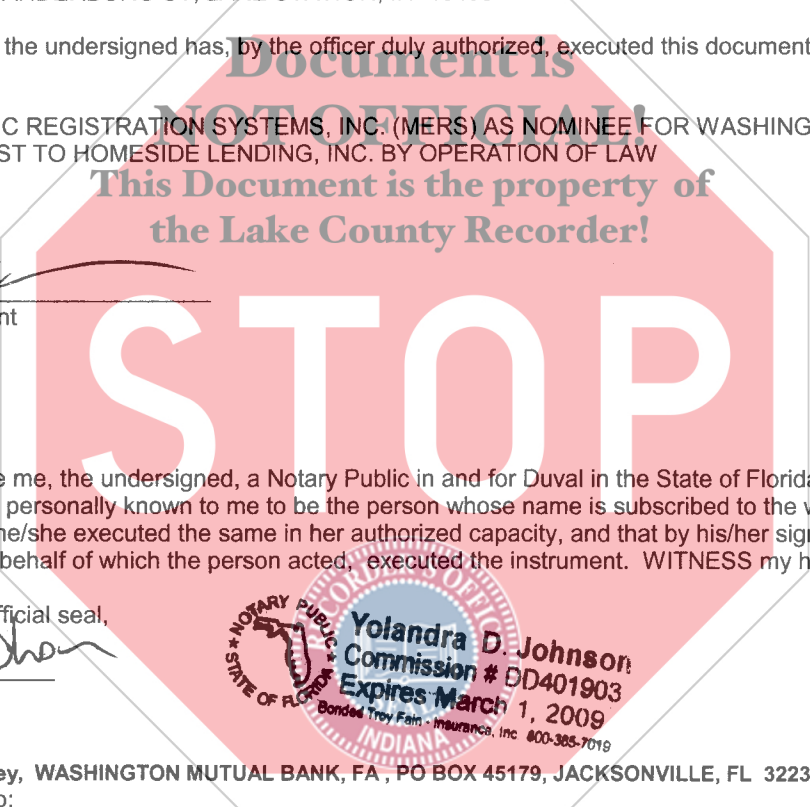 the undersigned has, by the officer duly authorized, executed this document
Document is
NOT OFFICIAL!
C REGISTRATION SYSTEMS, INC. (MERS) AS NOMINEE FOR WASHING
ST TO HOMESIDE LENDING, INC. BY OPERATION OF LAW
This Document is the property of
the Lake County Recorder!
nt
STOP
e me, the undersigned, a Notary Public in and for Duval in the State of Florida
personally known to me to be the person whose name is subscribed to the w
he/she executed the same in her authorized capacity, and that by his/her sign
behalf of which the person acted, executed the instrument. WITNESS my h
ficial seal,
RECORDER'S OFFICE
NOTARY PUBLIC
STATE OF FLORIDA
Yolandra D. Johnson
Commission # DD401903
Expires March 1, 2009
Bonded Troy Fain - Insurance, Inc 800-385-7019
SEAL
INDIANA
ey, WASHINGTON MUTUAL BANK, FA , PO BOX 45179, JACKSONVILLE, FL 3223
o: